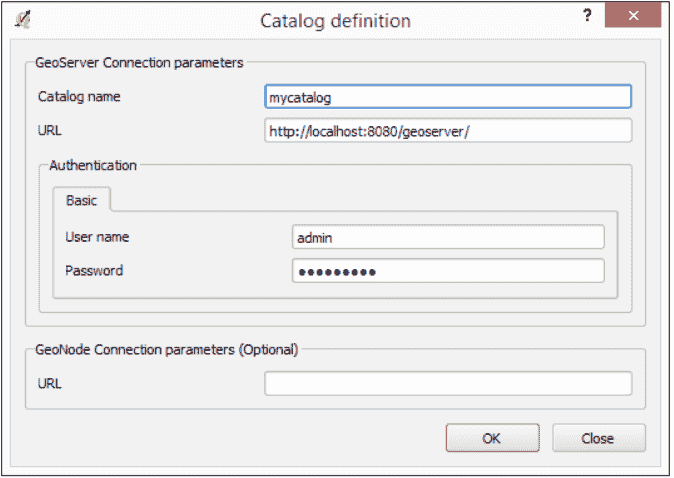 Catalog definition
?
GeoServer Connection parameters
Catalog name
mycatalog
URL
http://localhost:8080/geoserver/
Authentication
Basic
User name
admin
Password
●●●●●●●●●
GeoNode Connection parameters (Optional)
URL
OK
Close